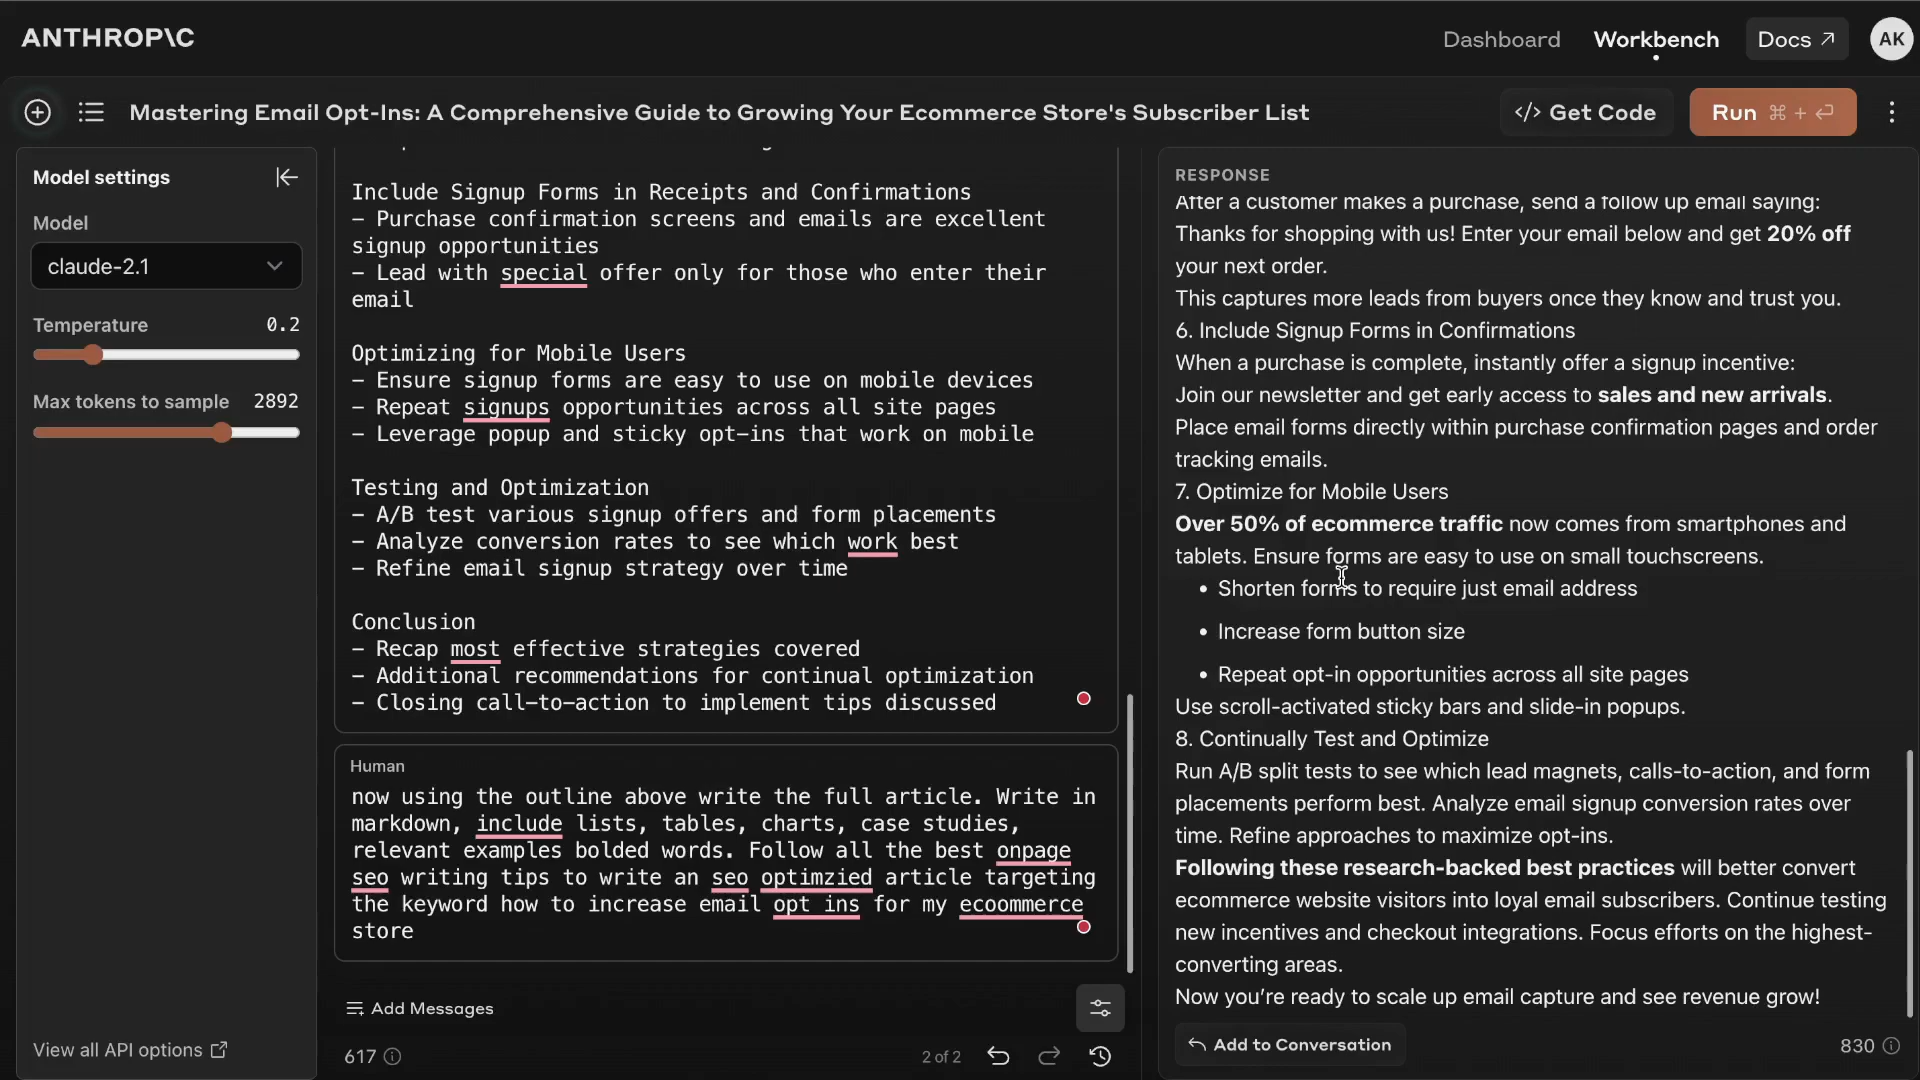 ANTHROP\C
Dashboard
Workbench
Docs ↗
AK
Mastering Email Opt-Ins: A Comprehensive Guide to Growing Your Ecommerce Store's Subscriber List
</> Get Code
Run ⌘ + ⏎
Model settings
Model
claude-2.1
Temperature 0.2
Max tokens to sample 2892
View all API options
Include Signup Forms in Receipts and Confirmations
– Purchase confirmation screens and emails are excellent
signup opportunities
– Lead with special offer only for those who enter their
email
Optimizing for Mobile Users
– Ensure signup forms are easy to use on mobile devices
– Repeat signups opportunities across all site pages
– Leverage popup and sticky opt-ins that work on mobile
Testing and Optimization
– A/B test various signup offers and form placements
– Analyze conversion rates to see which work best
– Refine email signup strategy over time
Conclusion
– Recap most effective strategies covered
– Additional recommendations for continual optimization
– Closing call-to-action to implement tips discussed
Human
now using the outline above write the full article. Write in
markdown, include lists, tables, charts, case studies,
relevant examples bolded words. Follow all the best onpage
seo writing tips to write an seo optimzied article targeting
the keyword how to increase email opt ins for my ecoommerce
store
Add Messages
617
2 of 2
RESPONSE
After a customer makes a purchase, send a follow up email saying:
Thanks for shopping with us! Enter your email below and get 20% off
your next order.
This captures more leads from buyers once they know and trust you.
6. Include Signup Forms in Confirmations
When a purchase is complete, instantly offer a signup incentive:
Join our newsletter and get early access to sales and new arrivals.
Place email forms directly within purchase confirmation pages and order
tracking emails.
7. Optimize for Mobile Users
Over 50% of ecommerce traffic now comes from smartphones and
tablets. Ensure forms are easy to use on small touchscreens.
• Shorten forms to require just email address
• Increase form button size
• Repeat opt-in opportunities across all site pages
Use scroll-activated sticky bars and slide-in popups.
8. Continually Test and Optimize
Run A/B split tests to see which lead magnets, calls-to-action, and form
placements perform best. Analyze email signup conversion rates over
time. Refine approaches to maximize opt-ins.
Following these research-backed best practices will better convert
ecommerce website visitors into loyal email subscribers. Continue testing
new incentives and checkout integrations. Focus efforts on the highest-
converting areas.
Now you're ready to scale up email capture and see revenue grow!
Add to Conversation
830